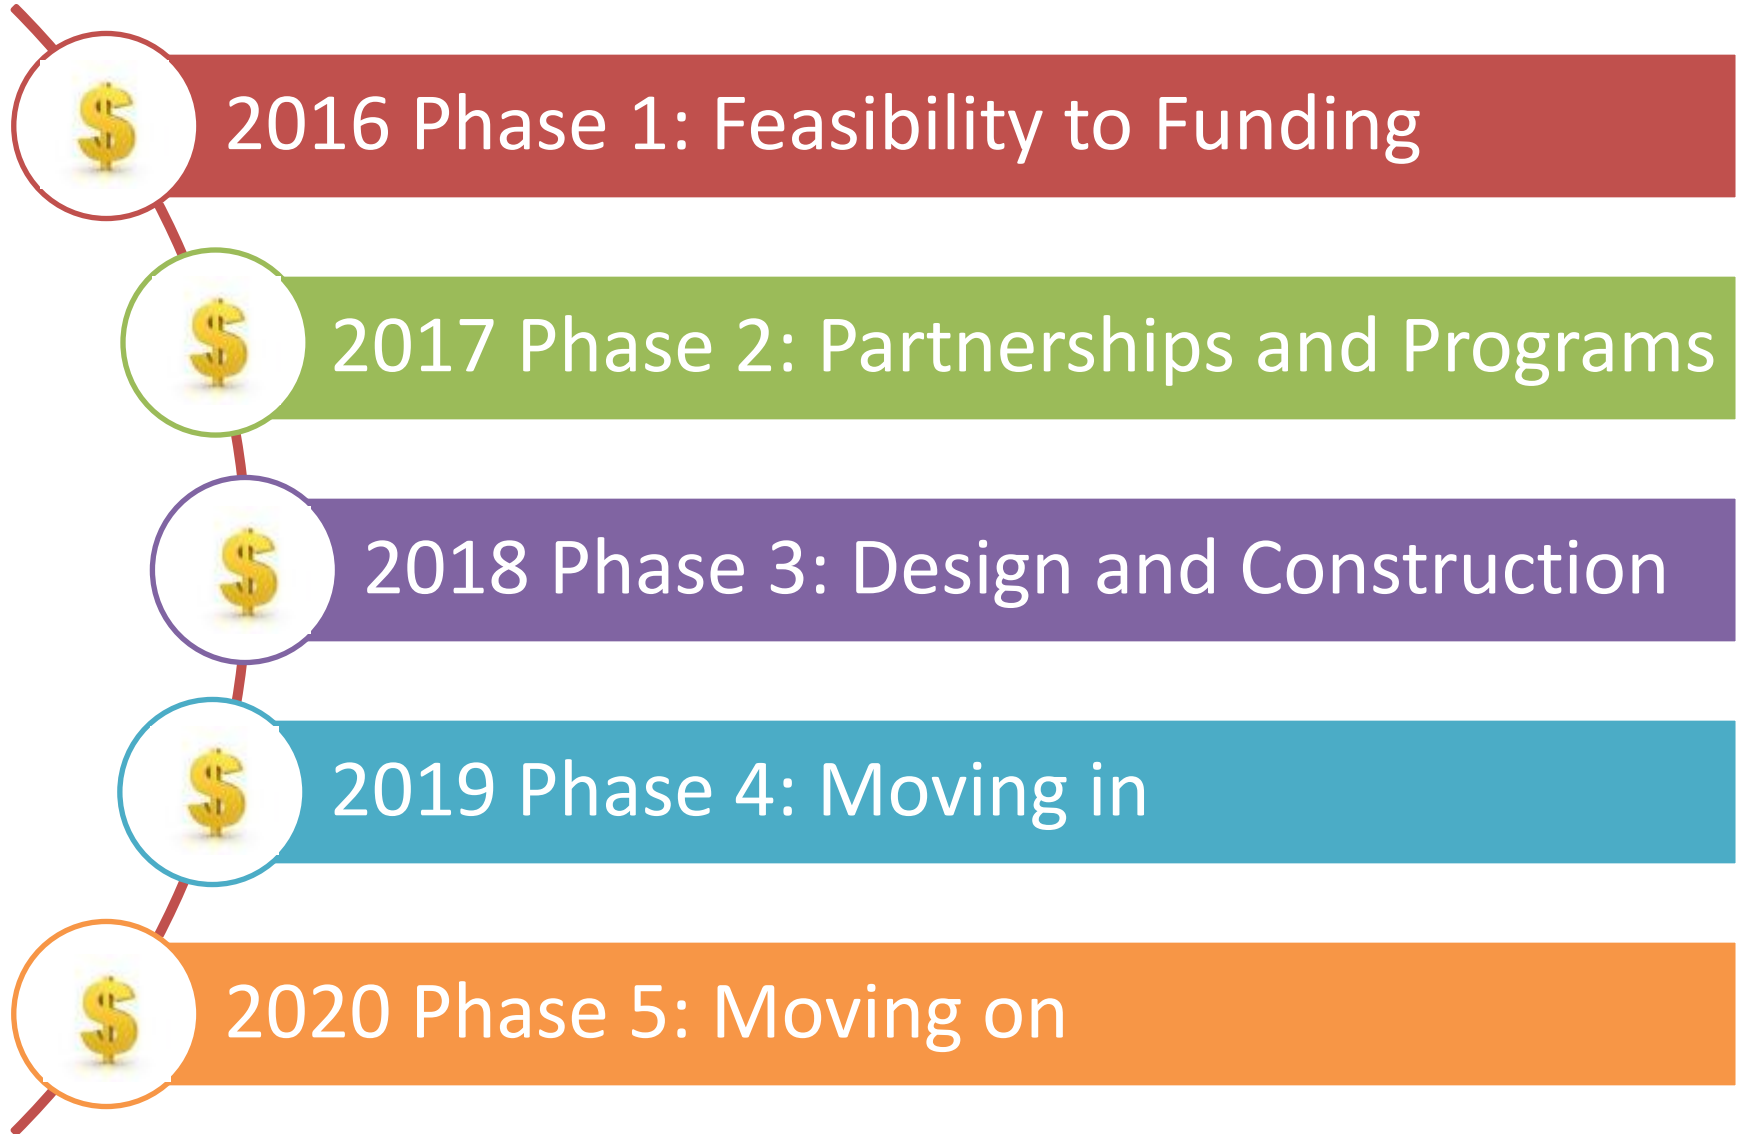 $ 2016 Phase 1: Feasibility to Funding
$ 2017 Phase 2: Partnerships and Programs
$ 2018 Phase 3: Design and Construction
$ 2019 Phase 4: Moving in
$ 2020 Phase 5: Moving on